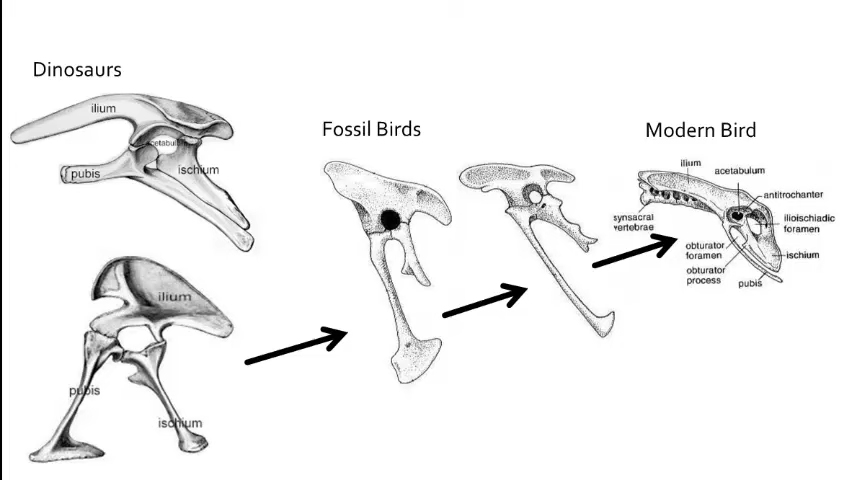 Dinosaurs
ilium
acetabulum
pubis
ischium
ilium
pubis
ischium
Fossil Birds
Modern Bird
ilium
acetabulum
antitrochanter
synsacral
vertebrae
ilioischiadic
foramen
obturator
foramen
ischium
obturator
process
pubis